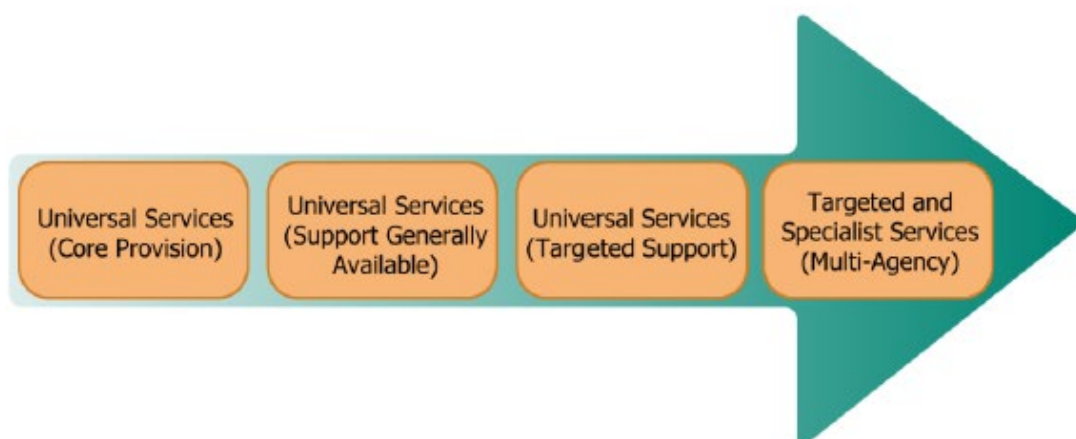 Universal Services
(Core Provision)
Universal Services
(Support Generally
Available)
Universal Services
(Targeted Support)
Targeted and
Specialist Services
(Multi-Agency)